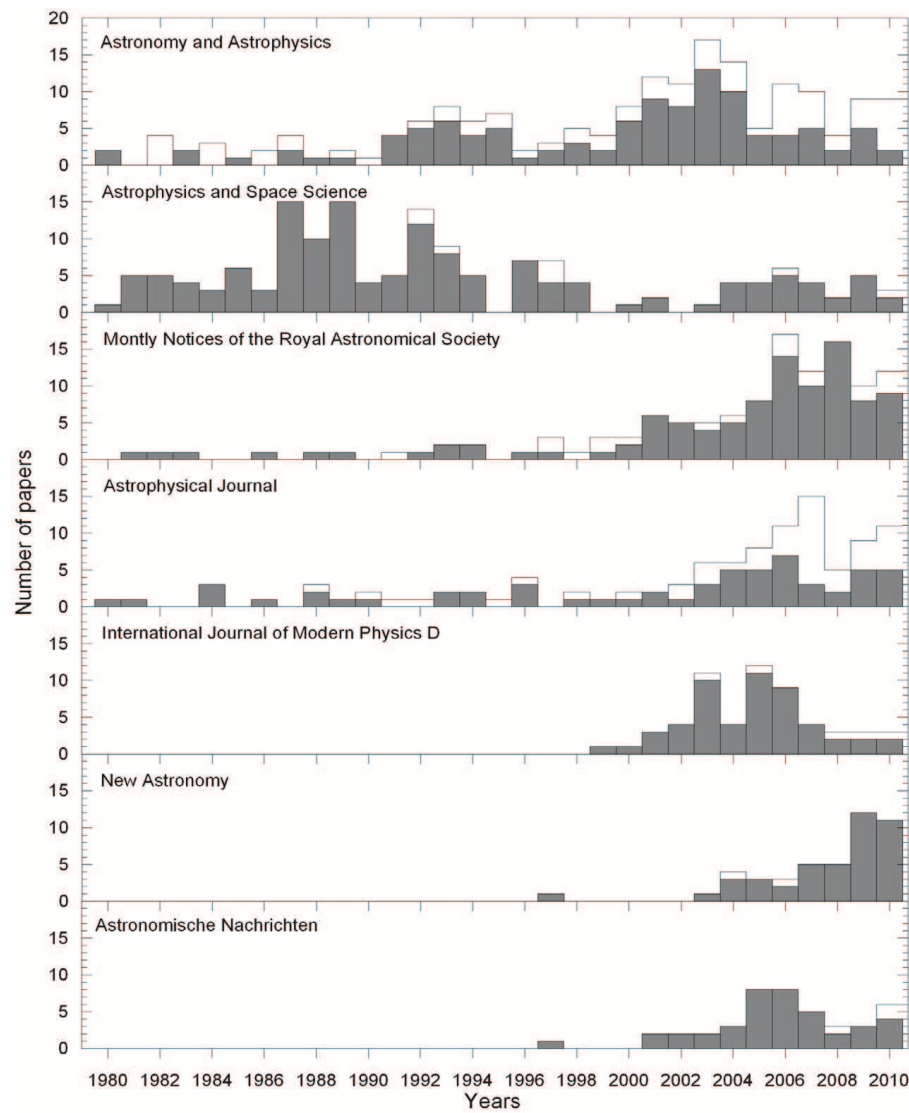 20
Astronomy and Astrophysics
15
10
5
0
Astrophysics and Space Science
15
10
5
0
Montly Notices of the Royal Astronomical Society
15
10
5
0
Number of papers
Astrophysical Journal
15
10
5
0
International Journal of Modern Physics D
15
10
5
0
New Astronomy
15
10
5
0
Astronomische Nachrichten
15
10
5
0
1980 1982 1984 1986 1988 1990 1992 1994 1996 1998 2000 2002 2004 2006 2008 2010
Years